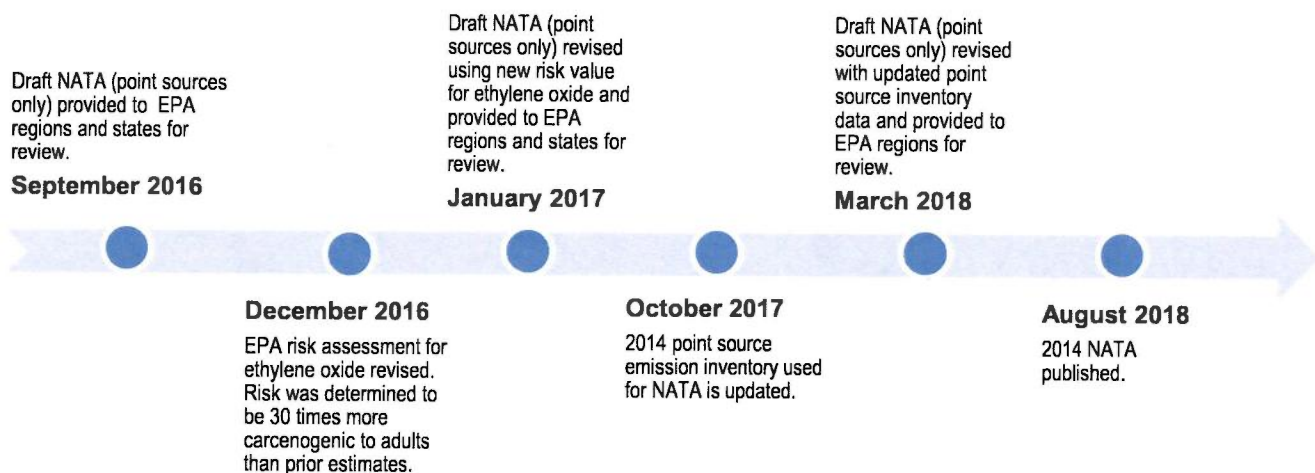 Draft NATA (point sources
only) provided to EPA
regions and states for
review.
September 2016
December 2016
EPA risk assessment for
ethylene oxide revised.
Risk was determined to
be 30 times more
carcenogenic to adults
than prior estimates.
Draft NATA (point
sources only) revised
using new risk value
for ethylene oxide and
provided to EPA
regions and states for
review.
January 2017
October 2017
2014 point source
emission inventory used
for NATA is updated.
Draft NATA (point
sources only) revised
with updated point
source inventory
data and provided to
EPA regions for
review.
March 2018
August 2018
2014 NATA
published.